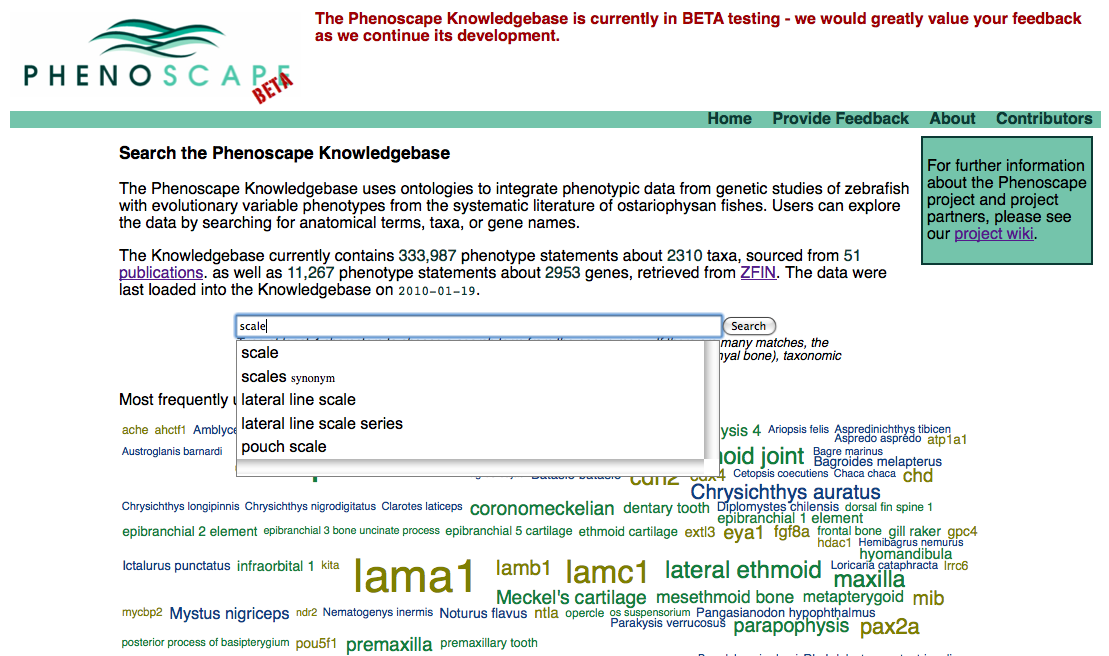 PHENOSCAPE
BETA
The Phenoscape Knowledgebase is currently in BETA testing - we would greatly value your feedback
as we continue its development.
Home Provide Feedback About Contributors
Search the Phenoscape Knowledgebase
The Phenoscape Knowledgebase uses ontologies to integrate phenotypic data from genetic studies of zebrafish
with evolutionary variable phenotypes from the systematic literature of ostariophysan fishes. Users can explore
the data by searching for anatomical terms, taxa, or gene names.
The Knowledgebase currently contains 333,987 phenotype statements about 2310 taxa, sourced from 51
publications. as well as 11,267 phenotype statements about 2953 genes, retrieved from ZFIN. The data were
last loaded into the Knowledgebase on 2010-01-19.
For further information
about the Phenoscape
project and project
partners, please see
our project wiki.
scale Search
many matches, the
nyal bone), taxonomic
scale
scales synonym
lateral line scale
lateral line scale series
pouch scale
Most frequently
ache ahctf1 Amblyce ysis 4 Ariopsis felis Aspredinichthys tibicen
Aspredo aspredo atp1a1
Austroglanis barnardi oid joint Bagre marinus
Bagroides melapterus
cdh2 cdx4 Cetopsis coecutiens Chaca chaca chd
Chrysichthys auratus
Chrysichthys longipinnis Chrysichthys nigrodigitatus Clarotes laticeps coronomeckelian dentary tooth Diplomystes chilensis dorsal fin spine 1
epibranchial 1 element
epibranchial 2 element epibranchial 3 bone uncinate process epibranchial 5 cartilage ethmoid cartilage extl3 eya1 fgf8a frontal bone gill raker gpc4
hdac1 Hemibagrus nemurus
hyomandibula
Ictalurus punctatus infraorbital 1 kita lama1 lamb1 lamc1 lateral ethmoid Loricaria cataphracta lrrc6
maxilla
Meckel's cartilage mesethmoid bone metapterygoid mib
mycbp2 Mystus nigriceps ndr2 Nematogenys inermis Noturus flavus ntla opercle os suspensorium Pangasianodon hypophthalmus
Parakysis verrucosus parapophysis pax2a
posterior process of basipterygium pou5f1 premaxilla premaxillary tooth